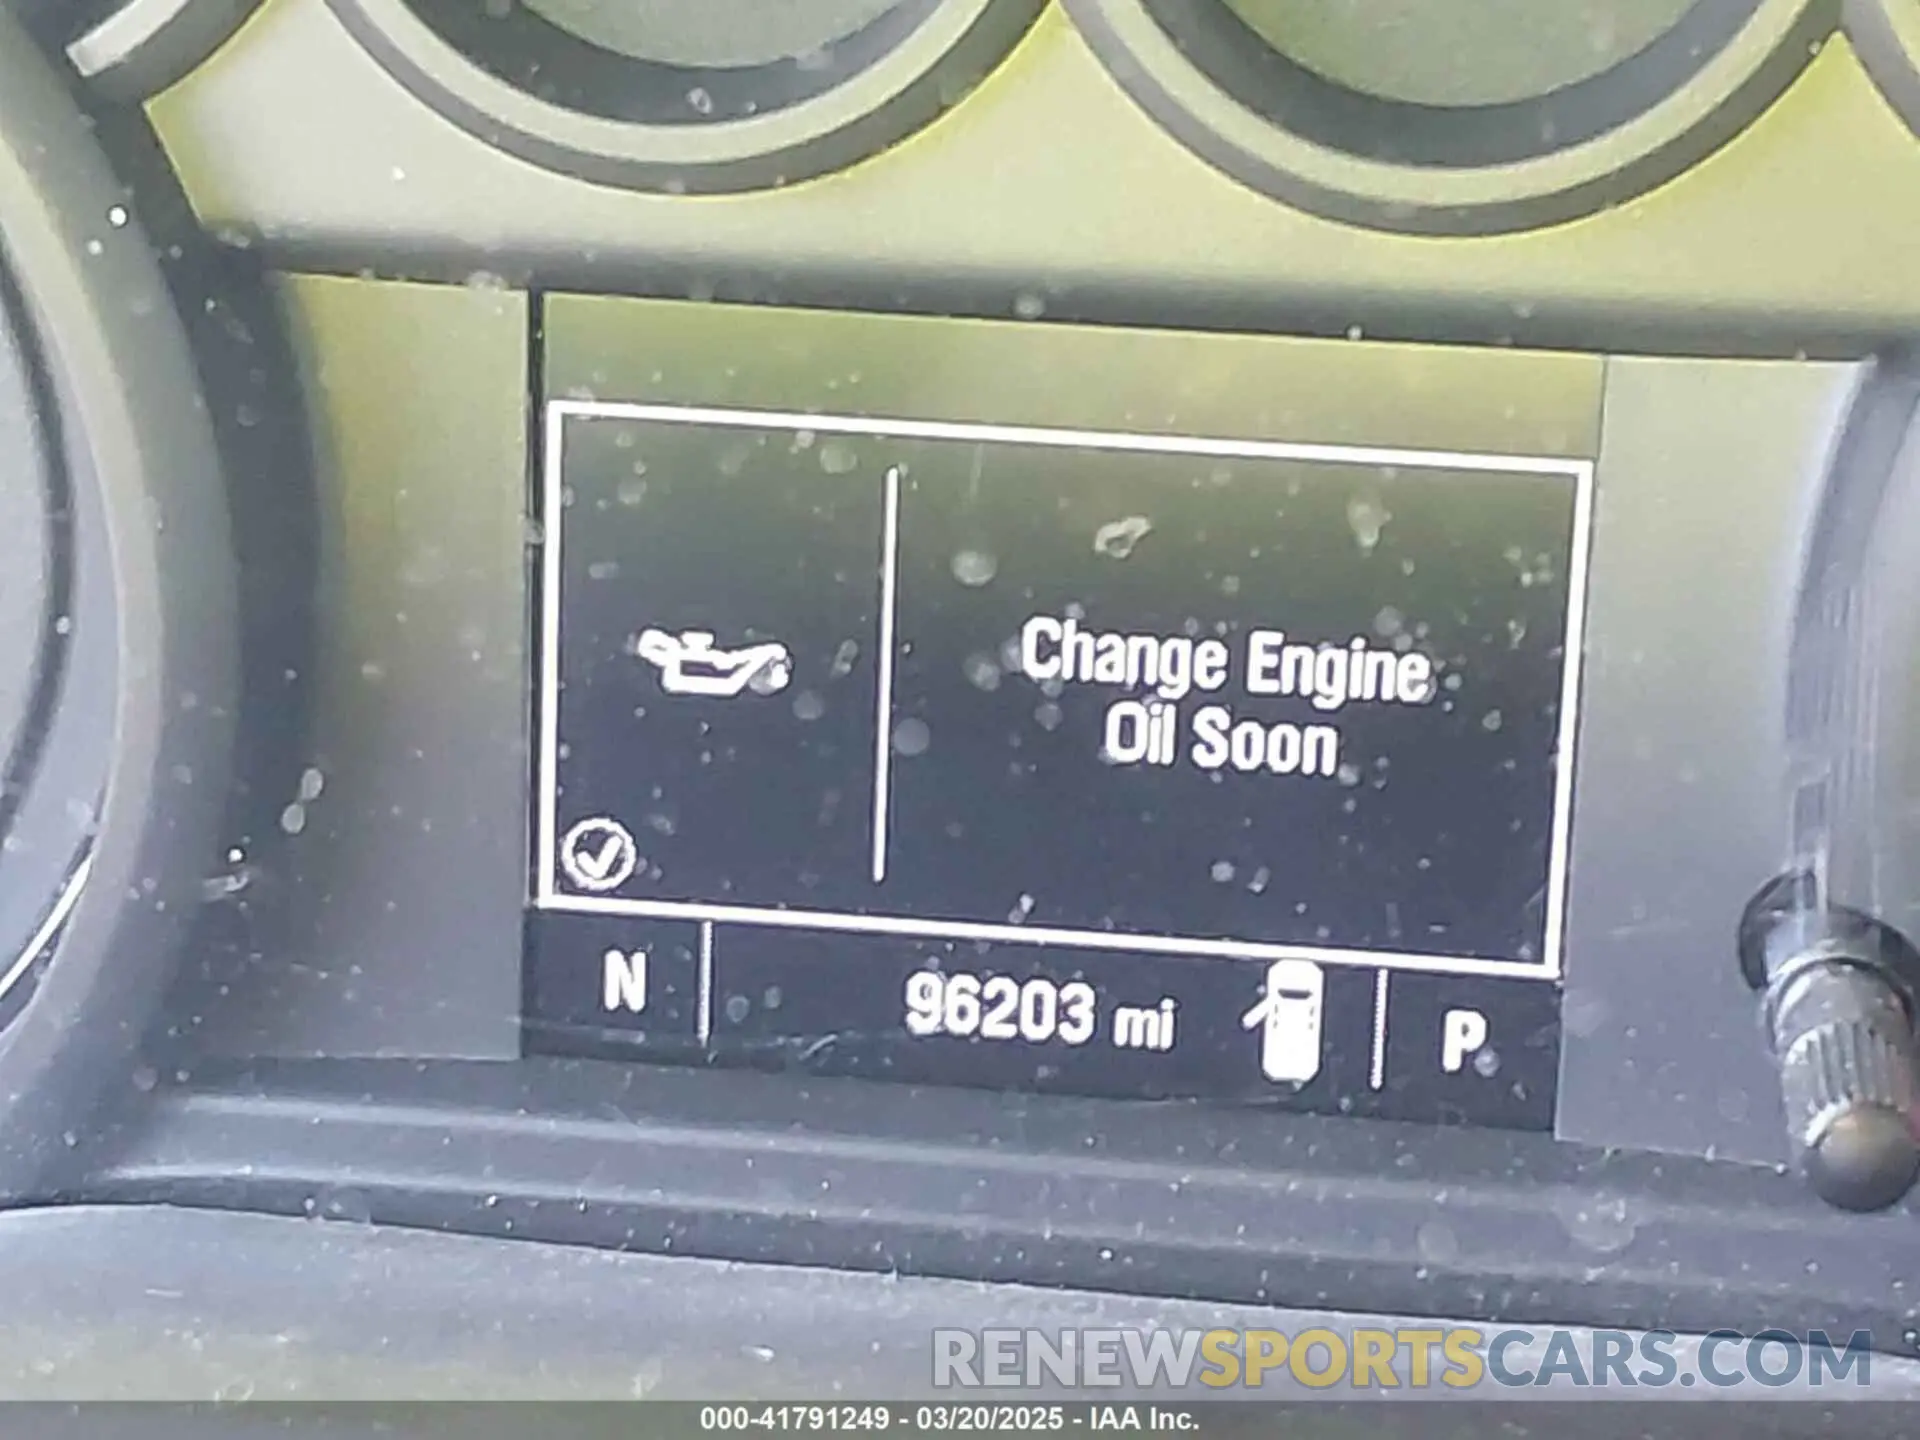 Change Engine
Oil Soon
N
96203 mi
P
RENEWSPORTSCARS.COM
000-41791249 - 03/20/2025 - IAA Inc.